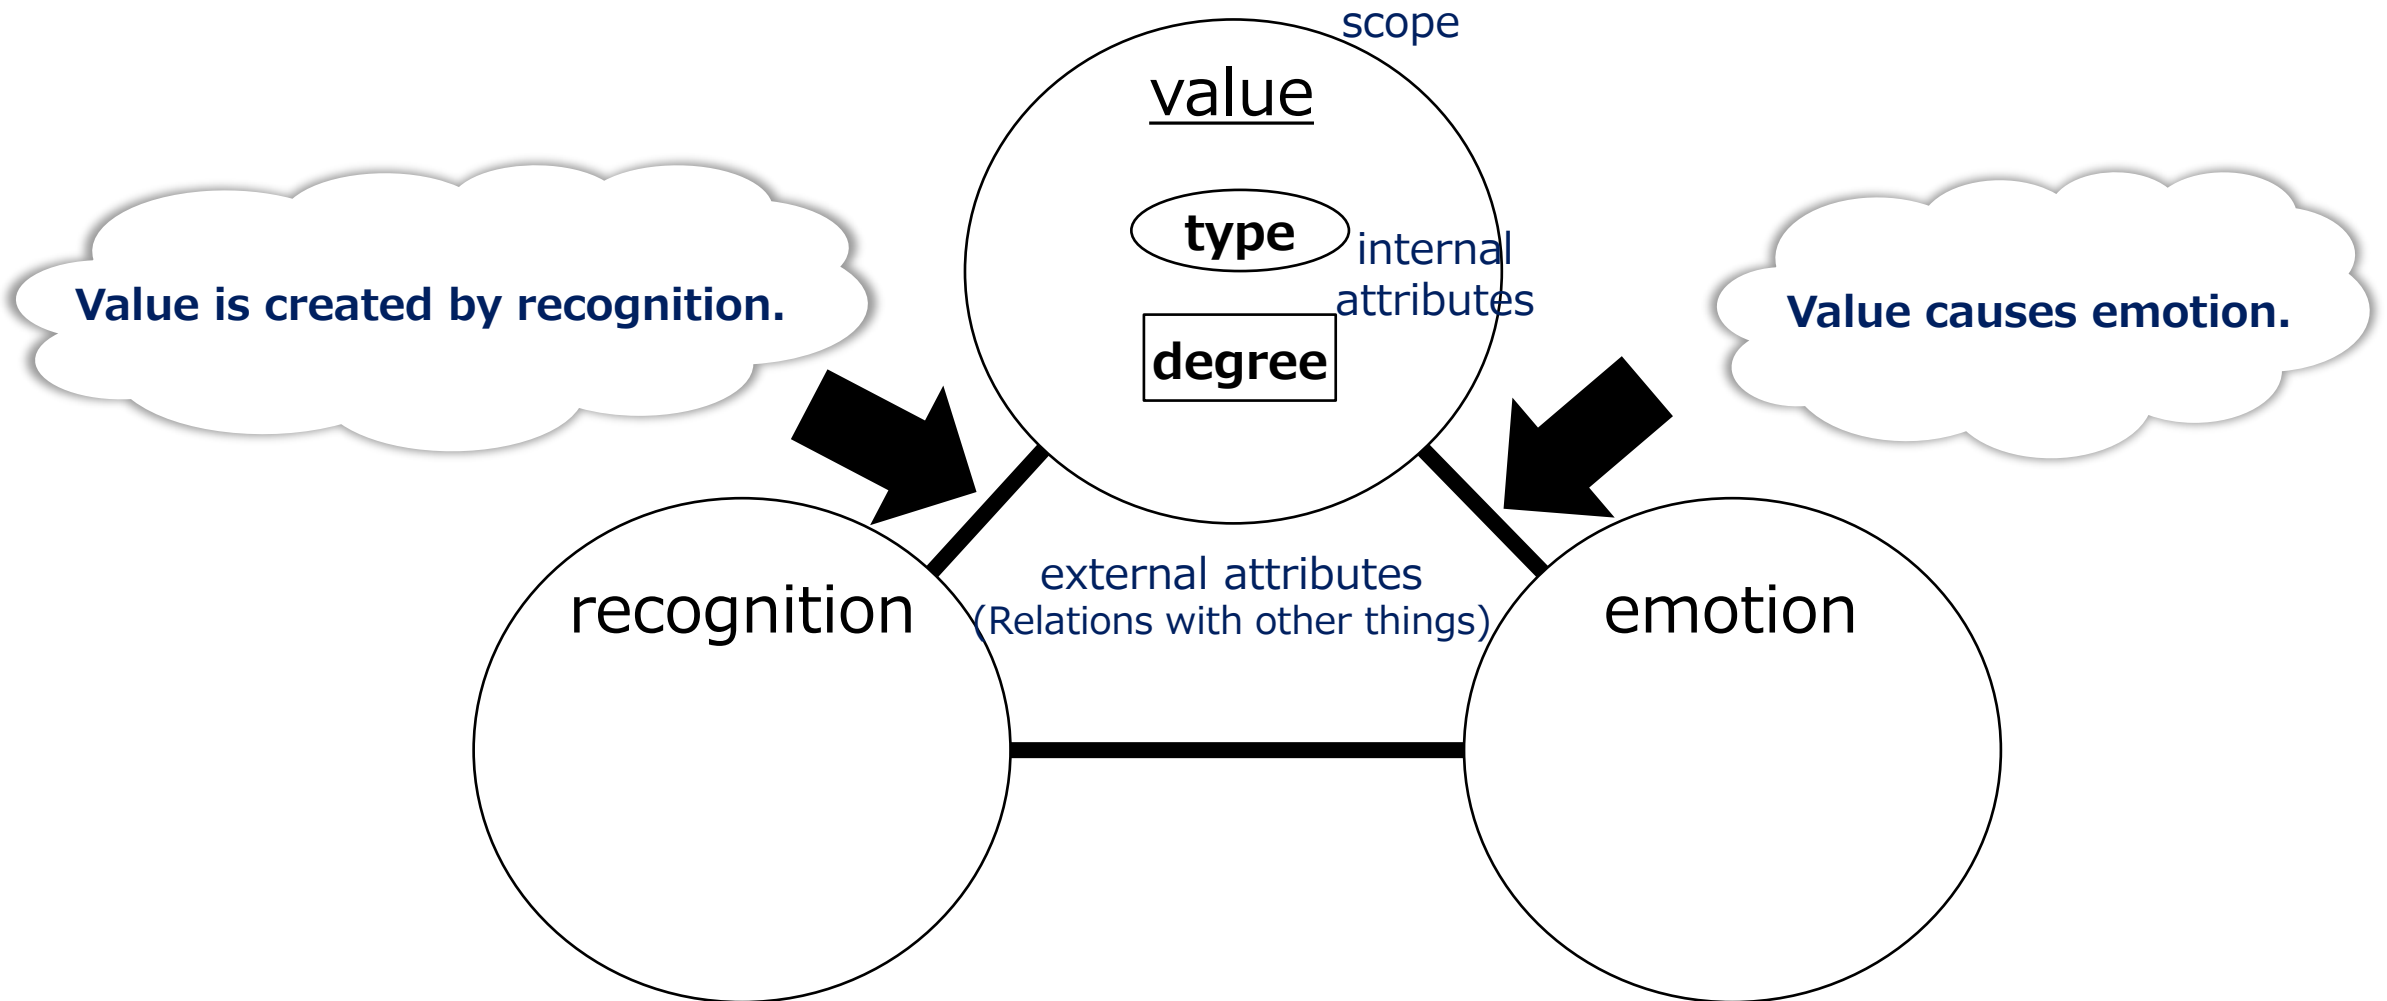 scope
value
type
internal
attributes
degree
Value is created by recognition.
Value causes emotion.
external attributes
(Relations with other things)
recognition
emotion